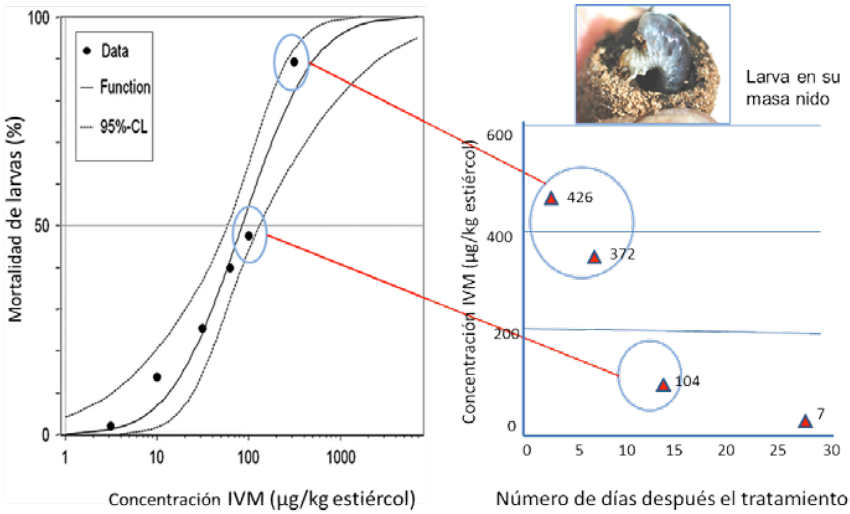 100
50
0
Mortalidad de larvas (%)
Data
Function
95%-CL
1 10 100 1000
Concentración IVM (µg/kg estiércol)
Larva en su
masa nido
600
400
200
0
Concentración IVM (µg/kg estiércol)
426
372
104
7
0 5 10 15 20 25 30
Número de días después el tratamiento